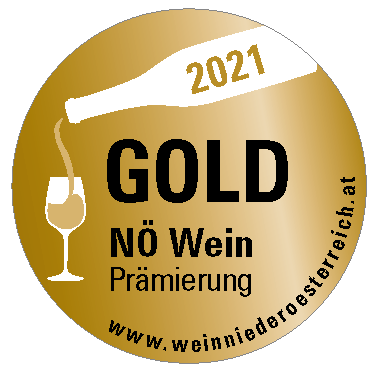 2021
GOLD
NÖ Wein
Prämierung
www.weinniederoesterreich.at